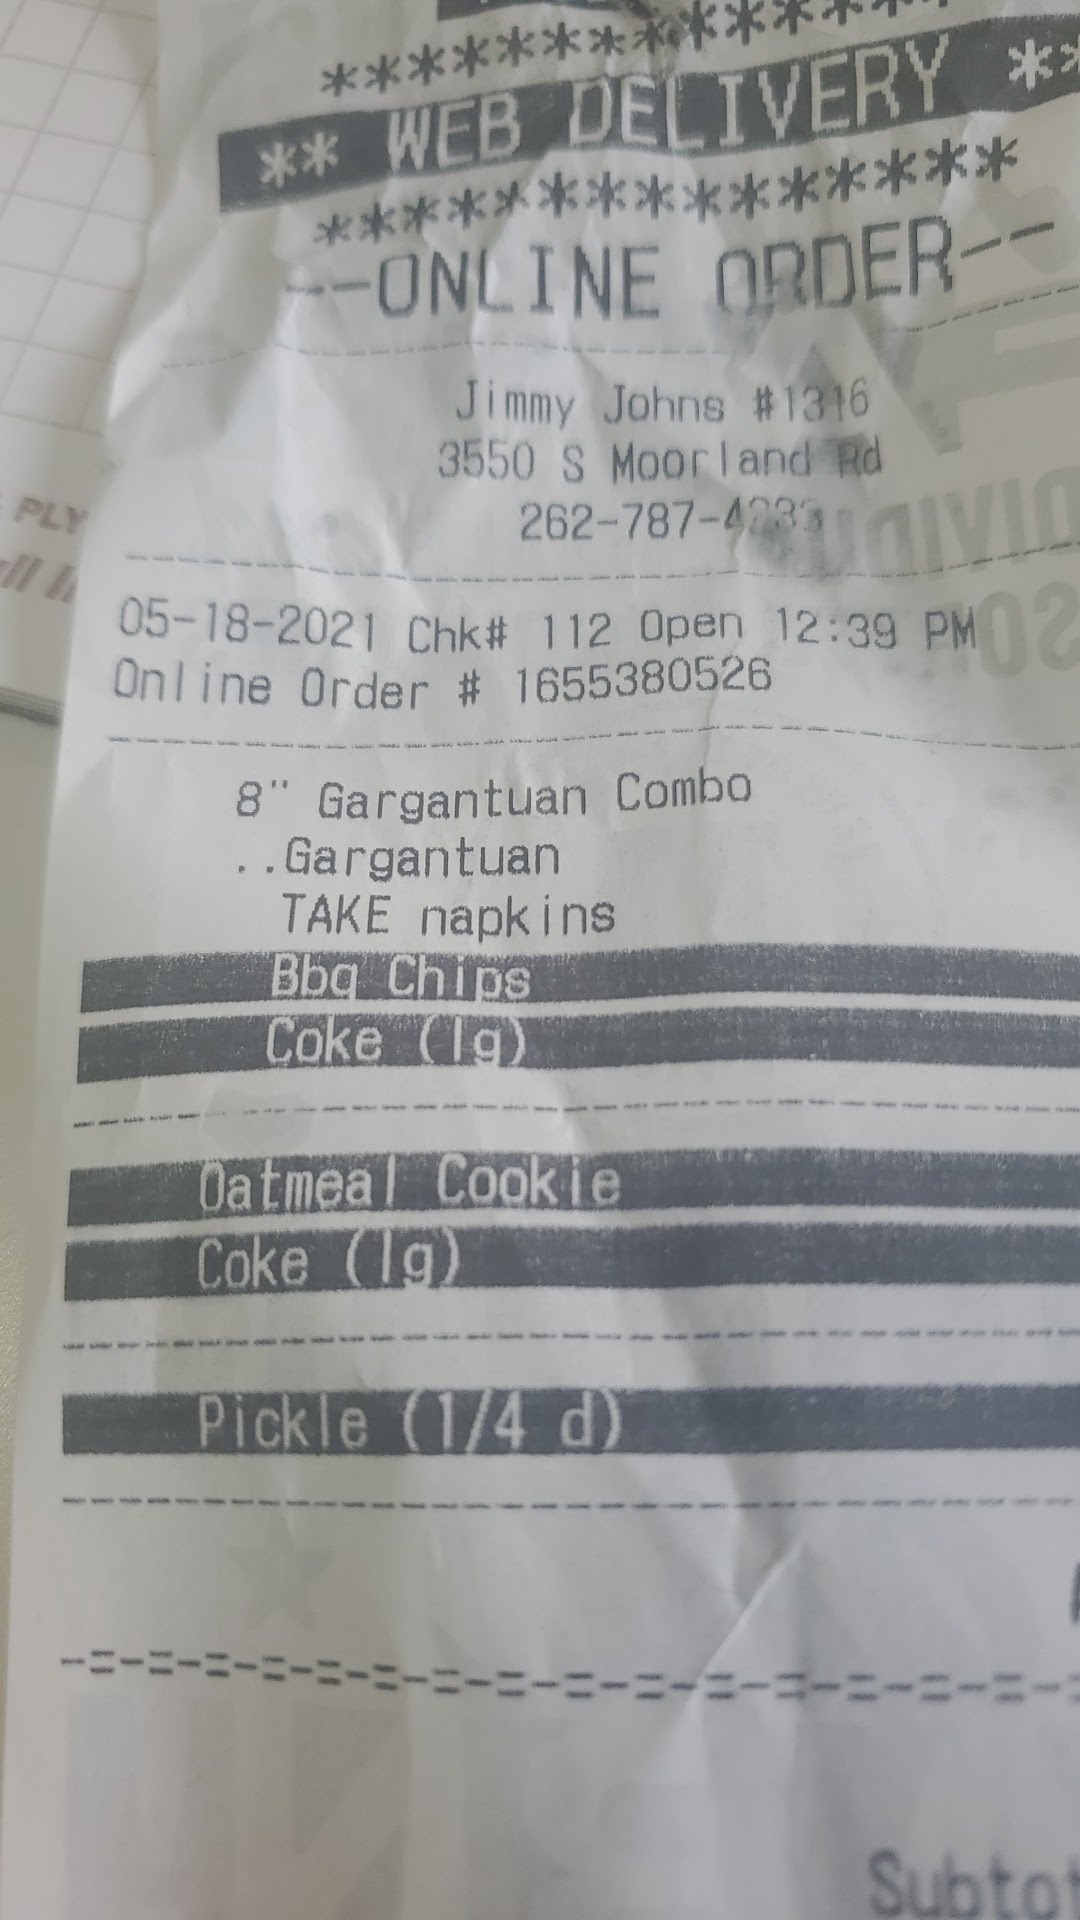 ***************
** WEB DELIVERY **
***************
--ONLINE ORDER--
Jimmy Johns #1316
3550 S Moorland Rd
05-18-2021 Chk# 112 Open 12:39 PM
Online Order # 1655380526
8" Gargantuan Combo
..Gargantuan
TAKE napkins
Bbq Chips
Coke (lg)
Oatmeal Cookie
Coke (lg)
Pickle (1/4 d)
PLY